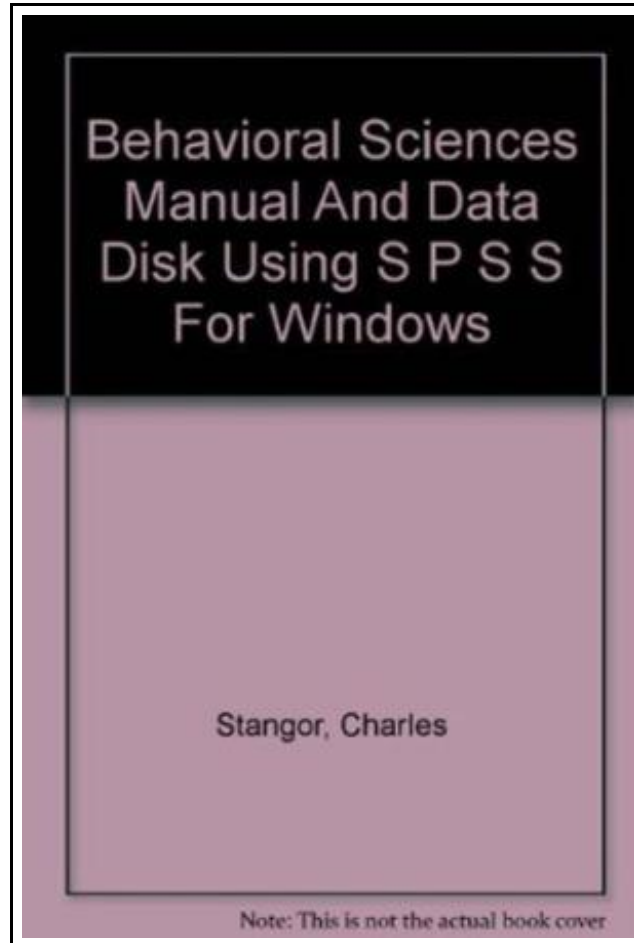 Behavioral Sciences
Manual And Data
Disk Using S P S S
For Windows
Stangor, Charles
Note: This is not the actual book cover